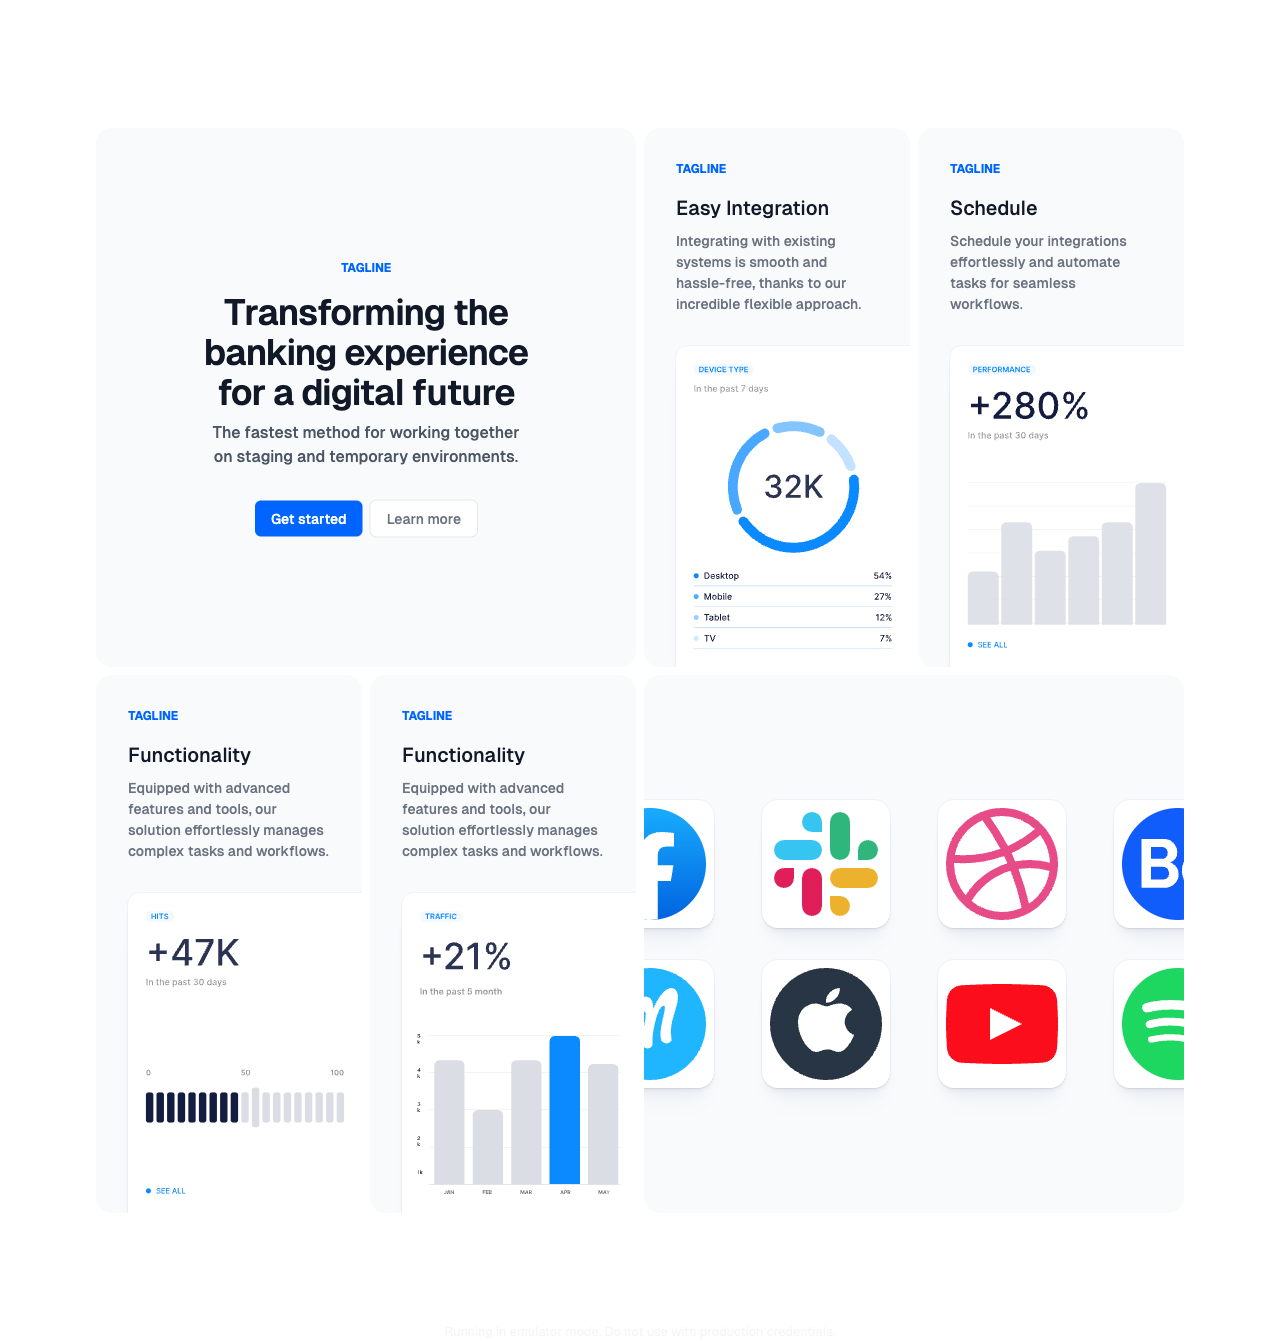 TAGLINE
Transforming the
banking experience
for a digital future
The fastest method for working together
on staging and temporary environments.
Get started
Learn more
TAGLINE
Easy Integration
Integrating with existing
systems is smooth and
hassle-free, thanks to our
incredible flexible approach.
DEVICE TYPE
In the past 7 days
32K
Desktop 54%
Mobile 27%
Tablet 12%
TV 7%
TAGLINE
Schedule
Schedule your integrations
effortlessly and automate
tasks for seamless
workflows.
PERFORMANCE
+280%
In the past 30 days
SEE ALL
TAGLINE
Functionality
Equipped with advanced
features and tools, our
solution effortlessly manages
complex tasks and workflows.
HITS
+47K
In the past 30 days
0 50 100
SEE ALL
TAGLINE
Functionality
Equipped with advanced
features and tools, our
solution effortlessly manages
complex tasks and workflows.
TRAFFIC
+21%
In the past 5 month
5
k
4
k
3
k
2
k
1k
JAN FEB MAR APR MAY
Running in emulator mode. Do not use with production credentials.